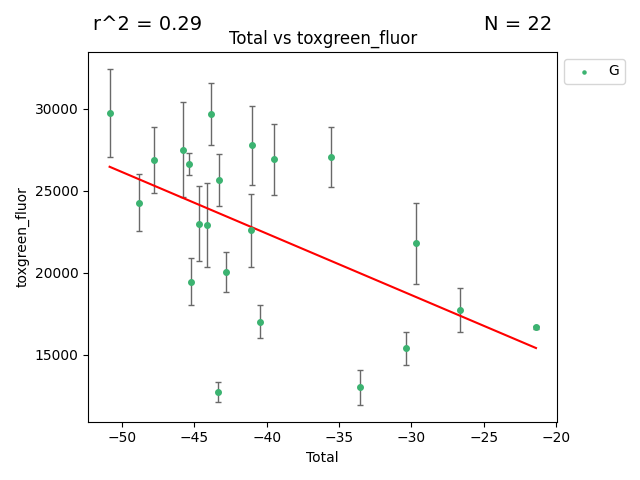 r^2 = 0.29
N = 22
Total vs toxgreen_fluor
G
30000
25000
20000
15000
toxgreen_fluor
−50
−45
−40
−35
−30
−25
−20
Total